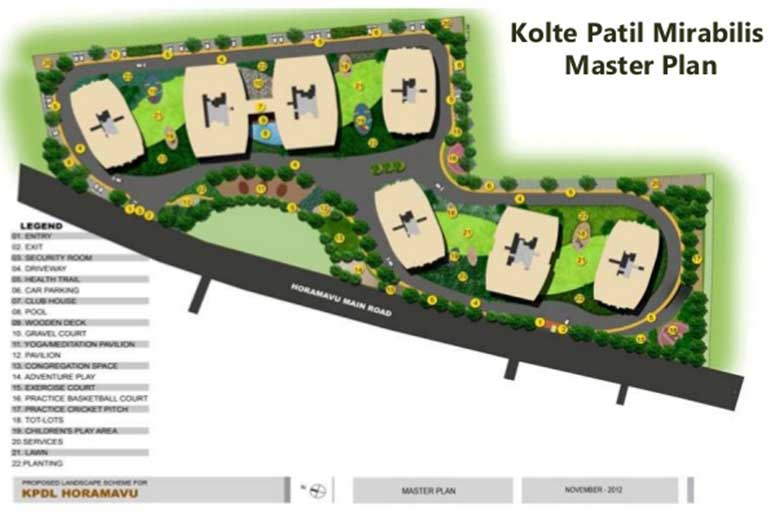 Kolte Patil Mirabilis
Master Plan
HORAMAVU MAIN ROAD
LEGEND
01. ENTRY
02. EXIT
03. SECURITY ROOM
04. DRIVEWAY
05. HEALTH TRAIL
06. CAR PARKING
07. CLUB HOUSE
08. POOL
09. WOODEN DECK
10. GRAVEL COURT
11. YOGA/MEDITATION PAVILION
12. PAVILION
13. CONGREGATION SPACE
14. ADVENTURE PLAY
15. EXERCISE COURT
16. PRACTICE BASKETBALL COURT
17. PRACTICE CRICKET PITCH
18. TOT-LOTS
19. CHILDREN'S PLAY AREA
20.SERVICES
21. LAWN
22.PLANTING
PROPOSED LANDSCAPE SCHEME FOR
KPDL HORAMAVU
N
MASTER PLAN
NOVEMBER - 2012